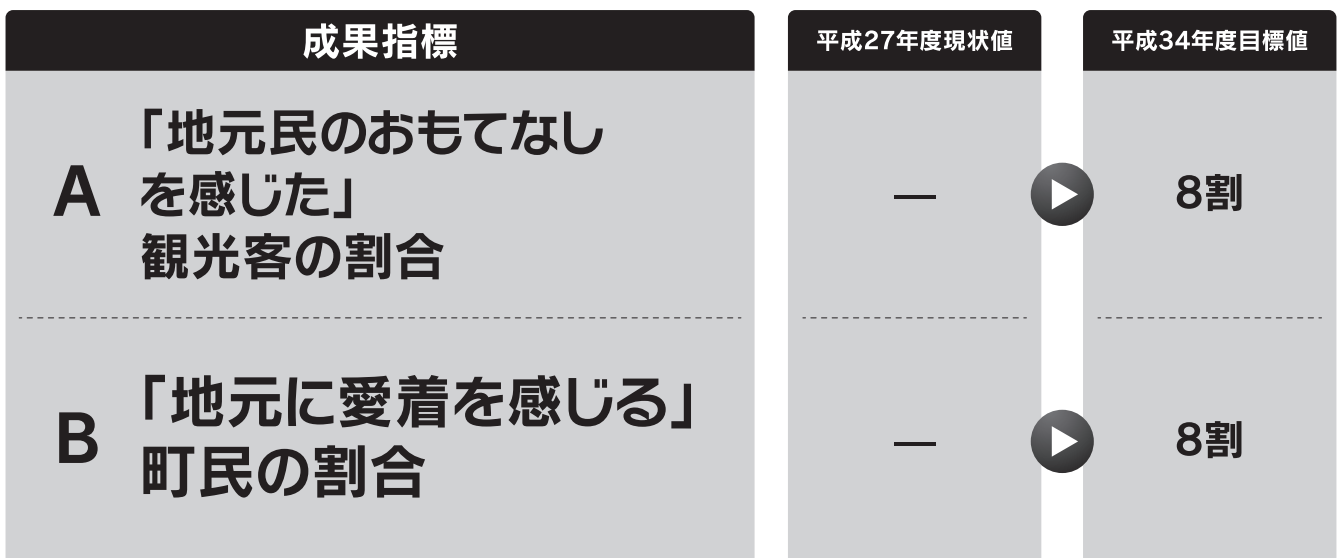 成果指標
平成27年度現状値
平成34年度目標値
A
「地元民のおもてなし
を感じた」
観光客の割合
—
8割
B
「地元に愛着を感じる」
町民の割合
—
8割